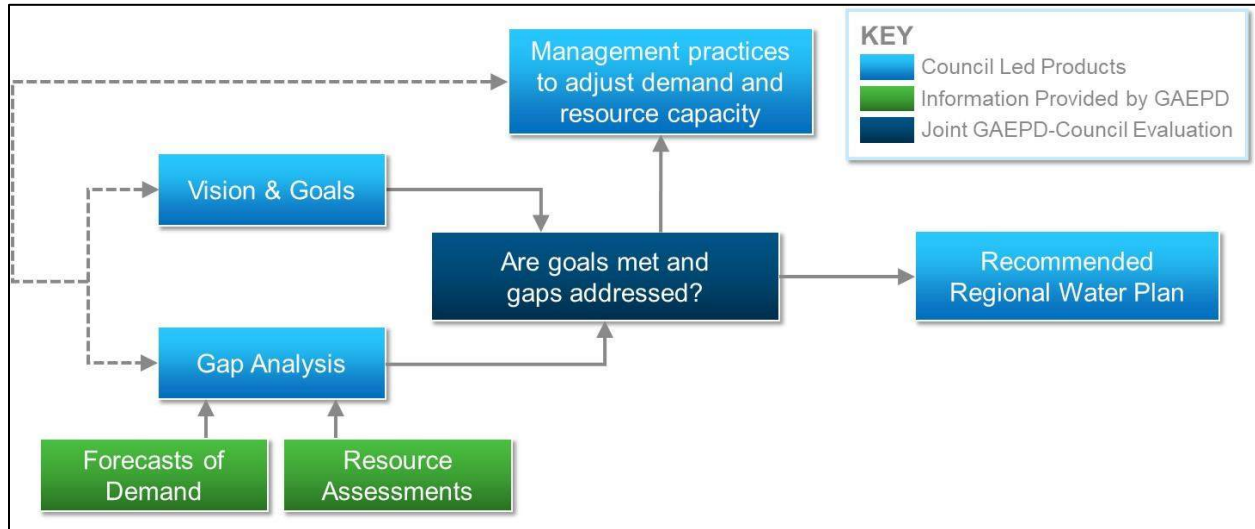 Management practices
to adjust demand and
resource capacity
KEY
Council Led Products
Information Provided by GAEPD
Joint GAEPD-Council Evaluation
Vision & Goals
Are goals met and
gaps addressed?
Recommended
Regional Water Plan
Gap Analysis
Forecasts of
Demand
Resource
Assessments